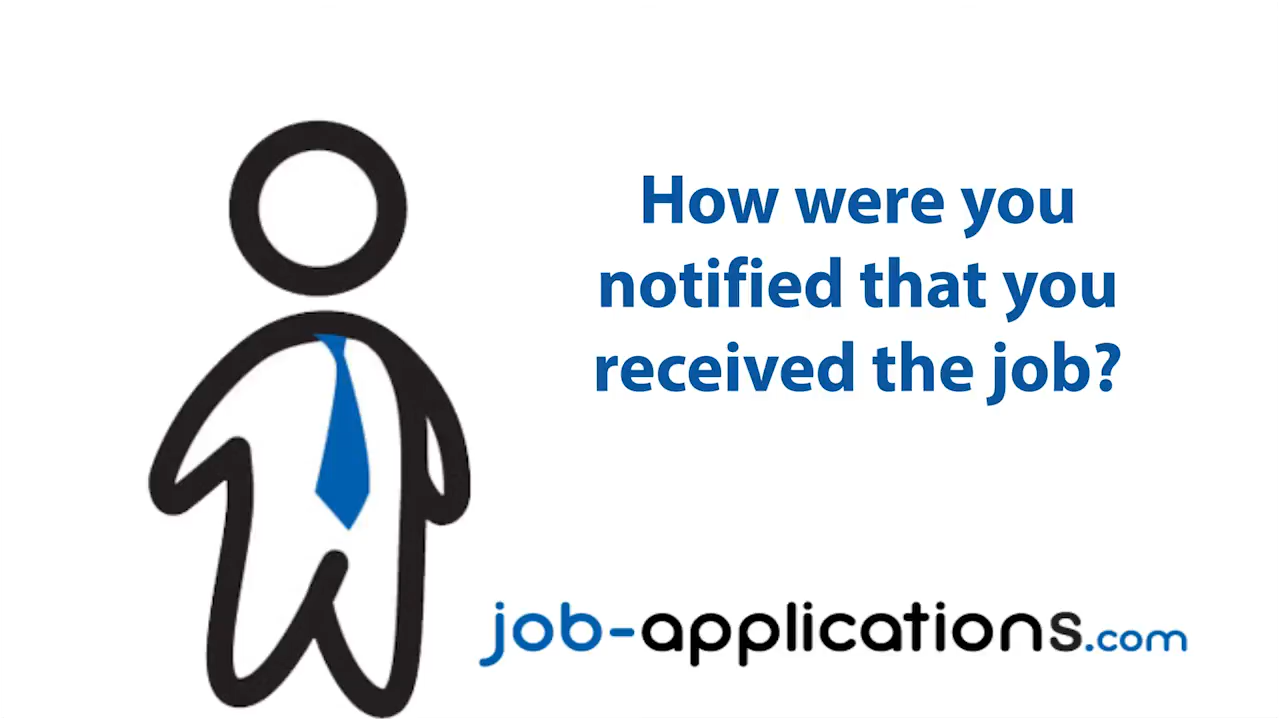 How were you
notified that you
received the job?
job-applications.com